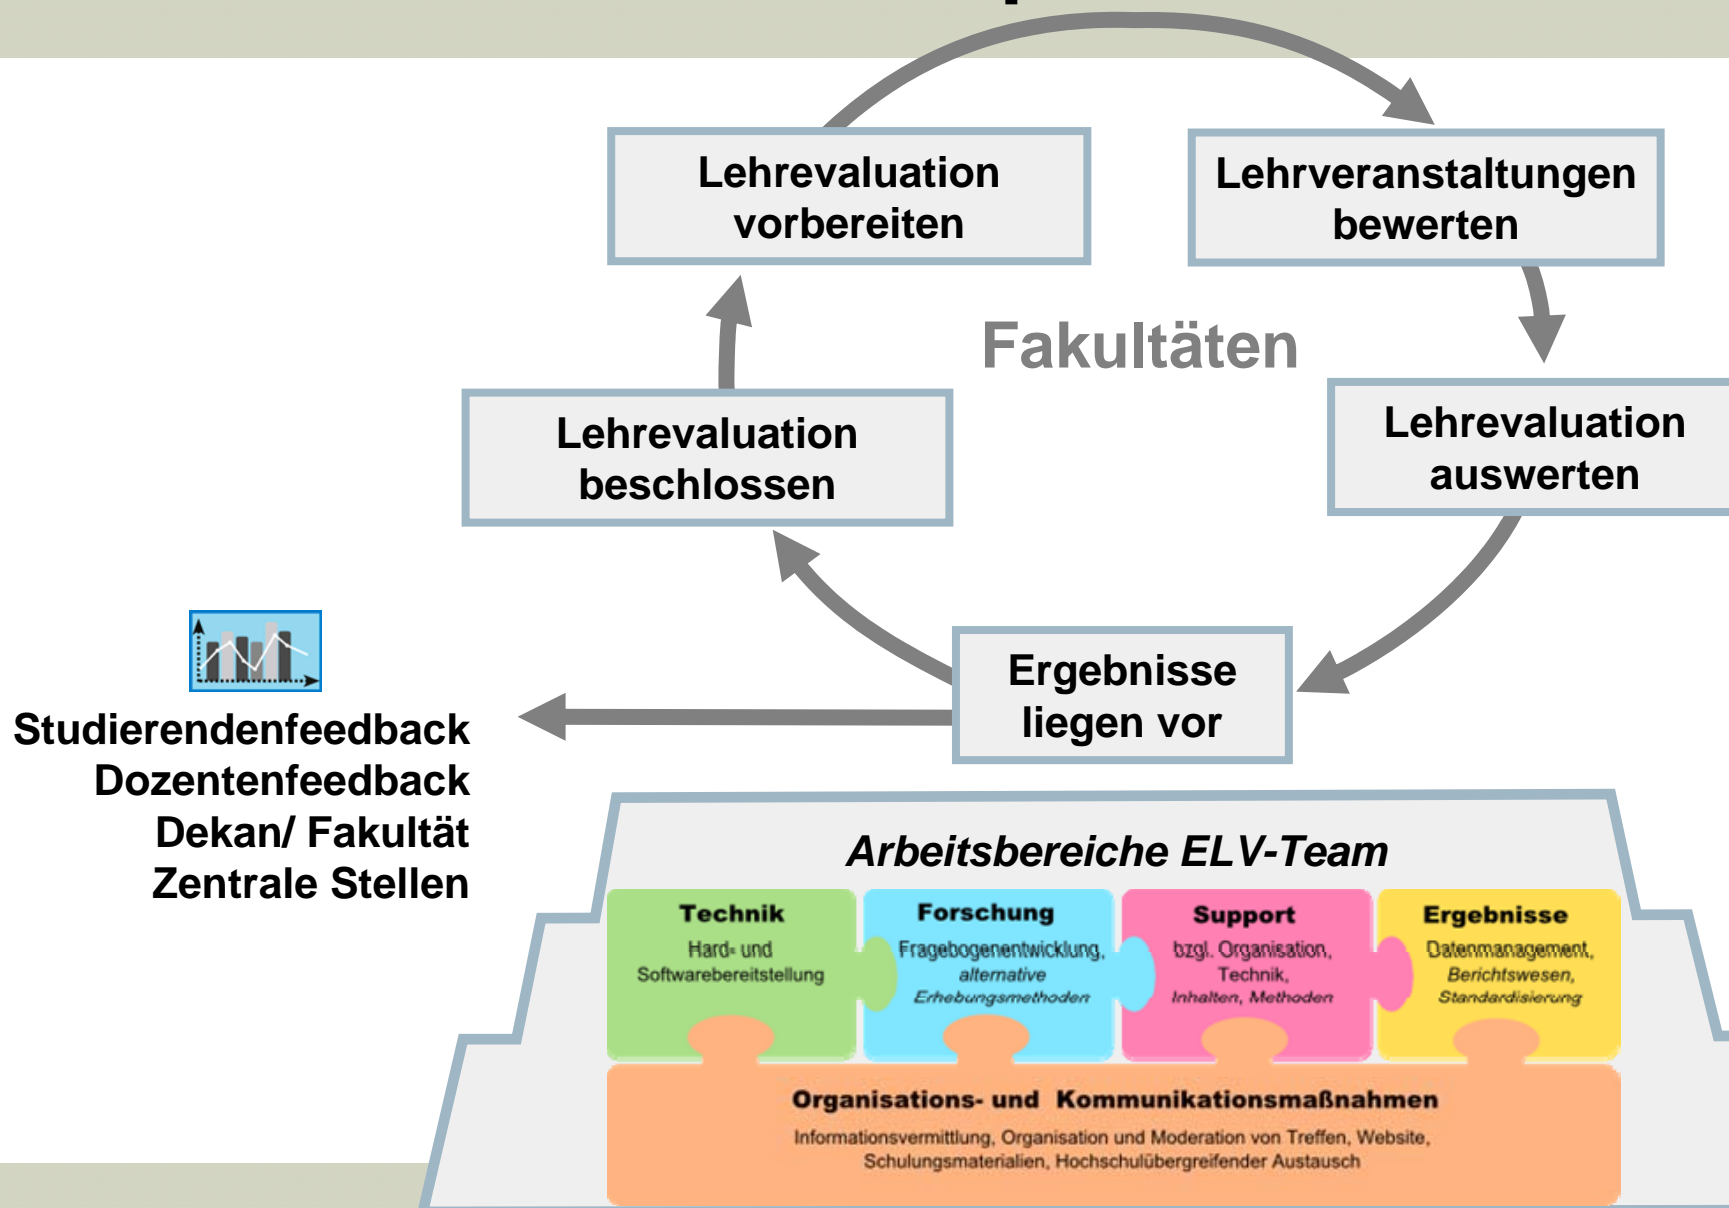 Lehrevaluation
vorbereiten
Lehrveranstaltungen
bewerten
Fakultäten
Lehrevaluation
beschlossen
Lehrevaluation
auswerten
Ergebnisse
liegen vor
Studierendenfeedback
Dozentenfeedback
Dekan/ Fakultät
Zentrale Stellen
Arbeitsbereiche ELV-Team
Technik
Hard- und
Softwarebereitstellung
Forschung
Fragebogenentwicklung,
alternative
Erhebungsmethoden
Support
bzgl. Organisation,
Technik,
Inhalten, Methoden
Ergebnisse
Datenmanagement,
Berichtswesen,
Standardisierung
Organisations- und Kommunikationsmaßnahmen
Informationsvermittlung, Organisation und Moderation von Treffen, Website,
Schulungsmaterialien, Hochschulübergreifender Austausch